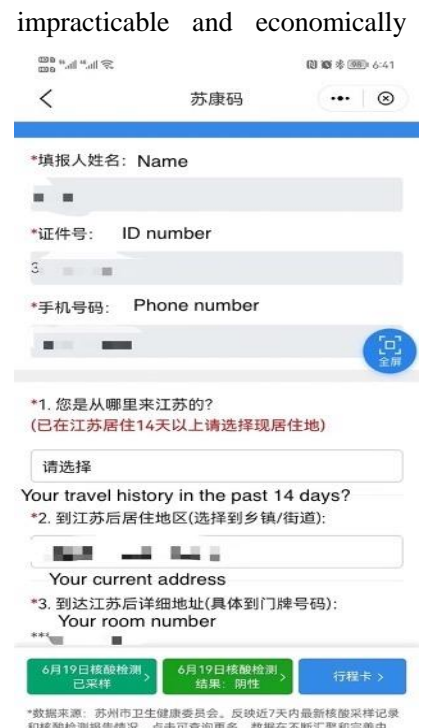 impracticable and economically
98 6:41
苏康码
*填报人姓名: Name
*证件号: ID number
3
*手机号码: Phone number
全屏
*1. 您是从哪里来江苏的?
(已在江苏居住14天以上请选择现居住地)
请选择
Your travel history in the past 14 days?
*2. 到江苏后居住地区(选择到乡镇/街道):
Your current address
*3. 到达江苏后详细地址(具体到门牌号码):
Your room number
***
6月19日核酸检测 已采样 >
6月19日核酸检测 结果: 阴性 >
行程卡 >
*数据来源: 苏州市卫生健康委员会。反映近7天内最新核酸采样记录